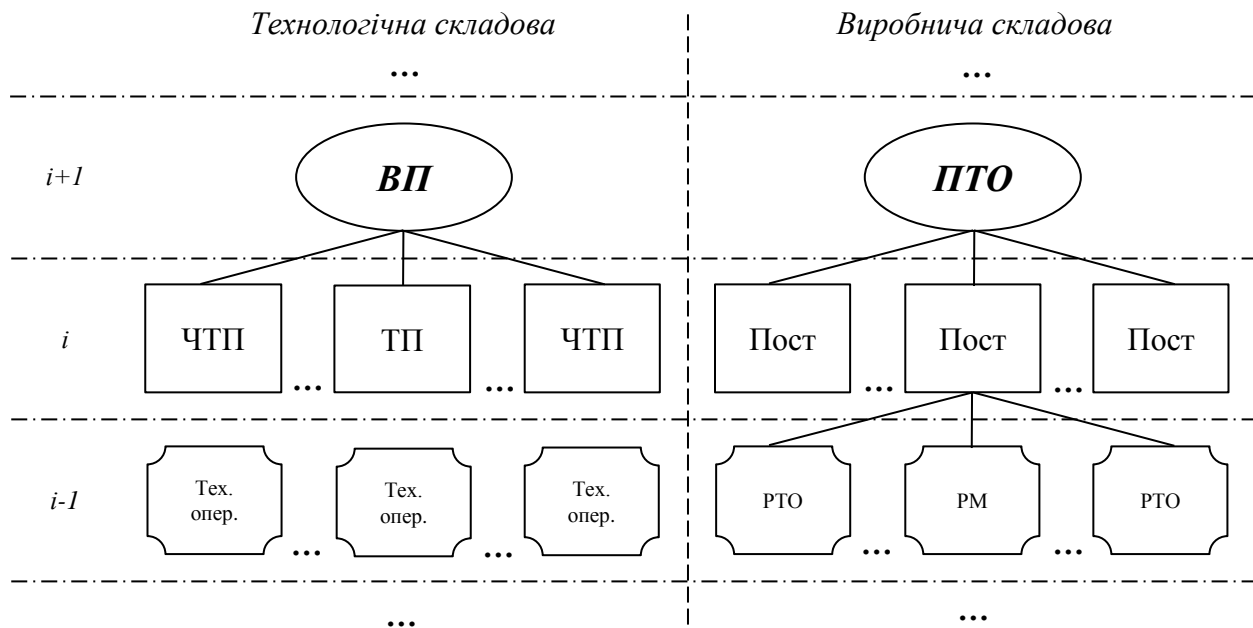 Технологічна складова Виробнича складова
... ...
i+1 ВП ПТО
i ЧТП ... ТП ... ЧТП Пост ... Пост ... Пост
i-1 Тех. опер. ... Тех. опер. ... Тех. опер. РТО ... РМ ... РТО
... ...